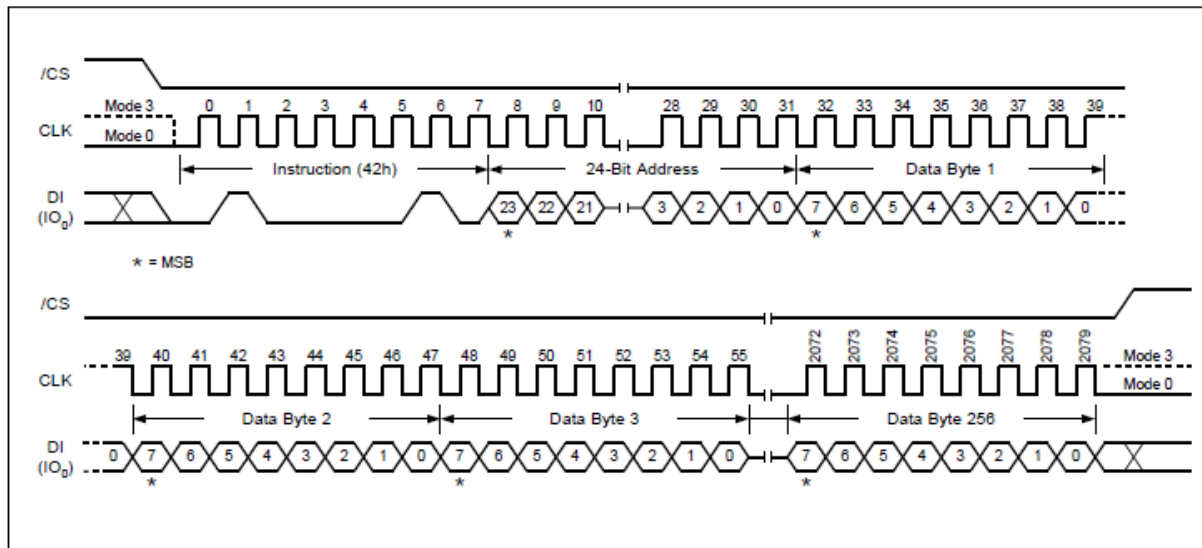 /CS
Mode 3 0 1 2 3 4 5 6 7 8 9 10 28 29 30 31 32 33 34 35 36 37 38 39
CLK Mode 0
Instruction (42h) 24-Bit Address Data Byte 1
DI
(IO0) 23 22 21 3 2 1 0 7 6 5 4 3 2 1 0
* *
* = MSB
/CS
39 40 41 42 43 44 45 46 47 48 49 50 51 52 53 54 55 2072 2073 2074 2075 2076 2077 2078 2079 Mode 3
CLK Mode 0
Data Byte 2 Data Byte 3 Data Byte 256
DI
(IO0) 0 7 6 5 4 3 2 1 0 7 6 5 4 3 2 1 0 7 6 5 4 3 2 1 0
* * *